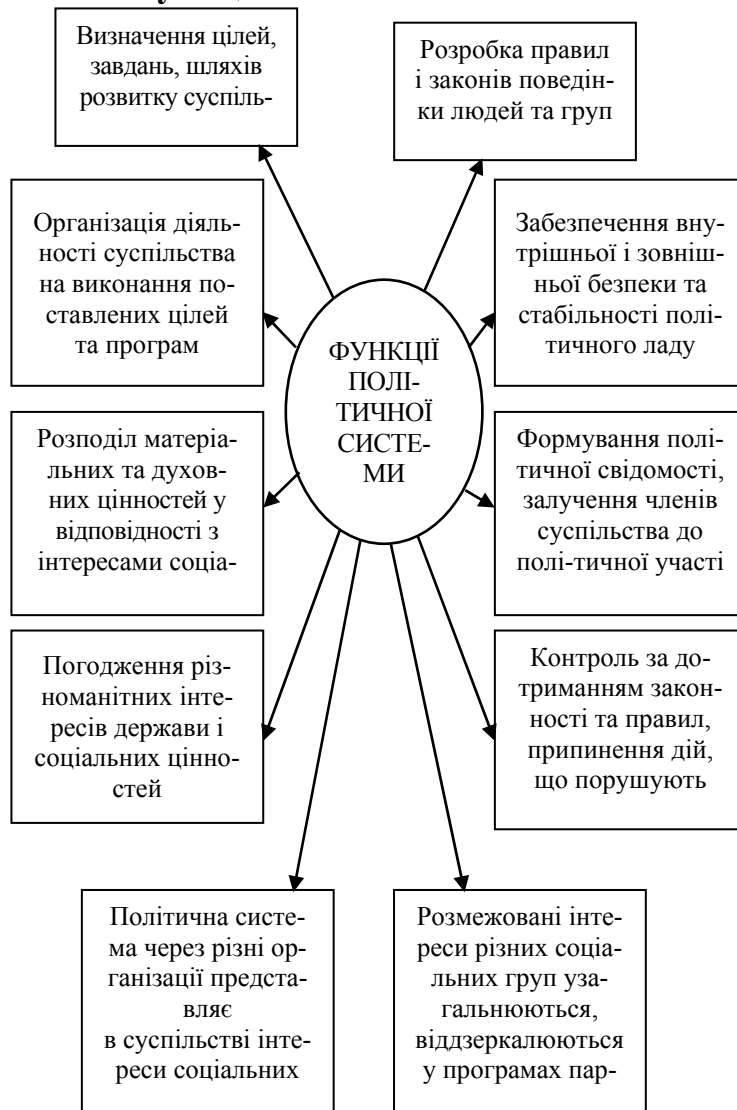 Визначення цілей,
завдань, шляхів
розвитку суспіль-
Розробка правил
і законів поведін-
ки людей та груп
Організація діяль-
ності суспільства
на виконання по-
ставлених цілей
та програм
Забезпечення вну-
трішньої і зовніш-
ньої безпеки та
стабільності полі-
тичного ладу
ФУНКЦІЇ
ПОЛІ-
ТИЧНОЇ
СИСТЕ-
МИ
Розподіл матеріа-
льних та духов-
них цінностей у
відповідності з
інтересами соціа-
Формування полі-
тичної свідомості,
залучення членів
суспільства до
полі-тичної участі
Погодження різ-
номанітних інте-
ресів держави і
соціальних цінно-
стей
Контроль за до-
триманням закон-
ності та правил,
припинення дій,
що порушують
Політична систе-
ма через різні ор-
ганізації предста-
вляє
в суспільстві інте-
реси соціальних
Розмежовані інте-
реси різних соціа-
льних груп уза-
гальнюються,
віддзеркалюються
у програмах пар-